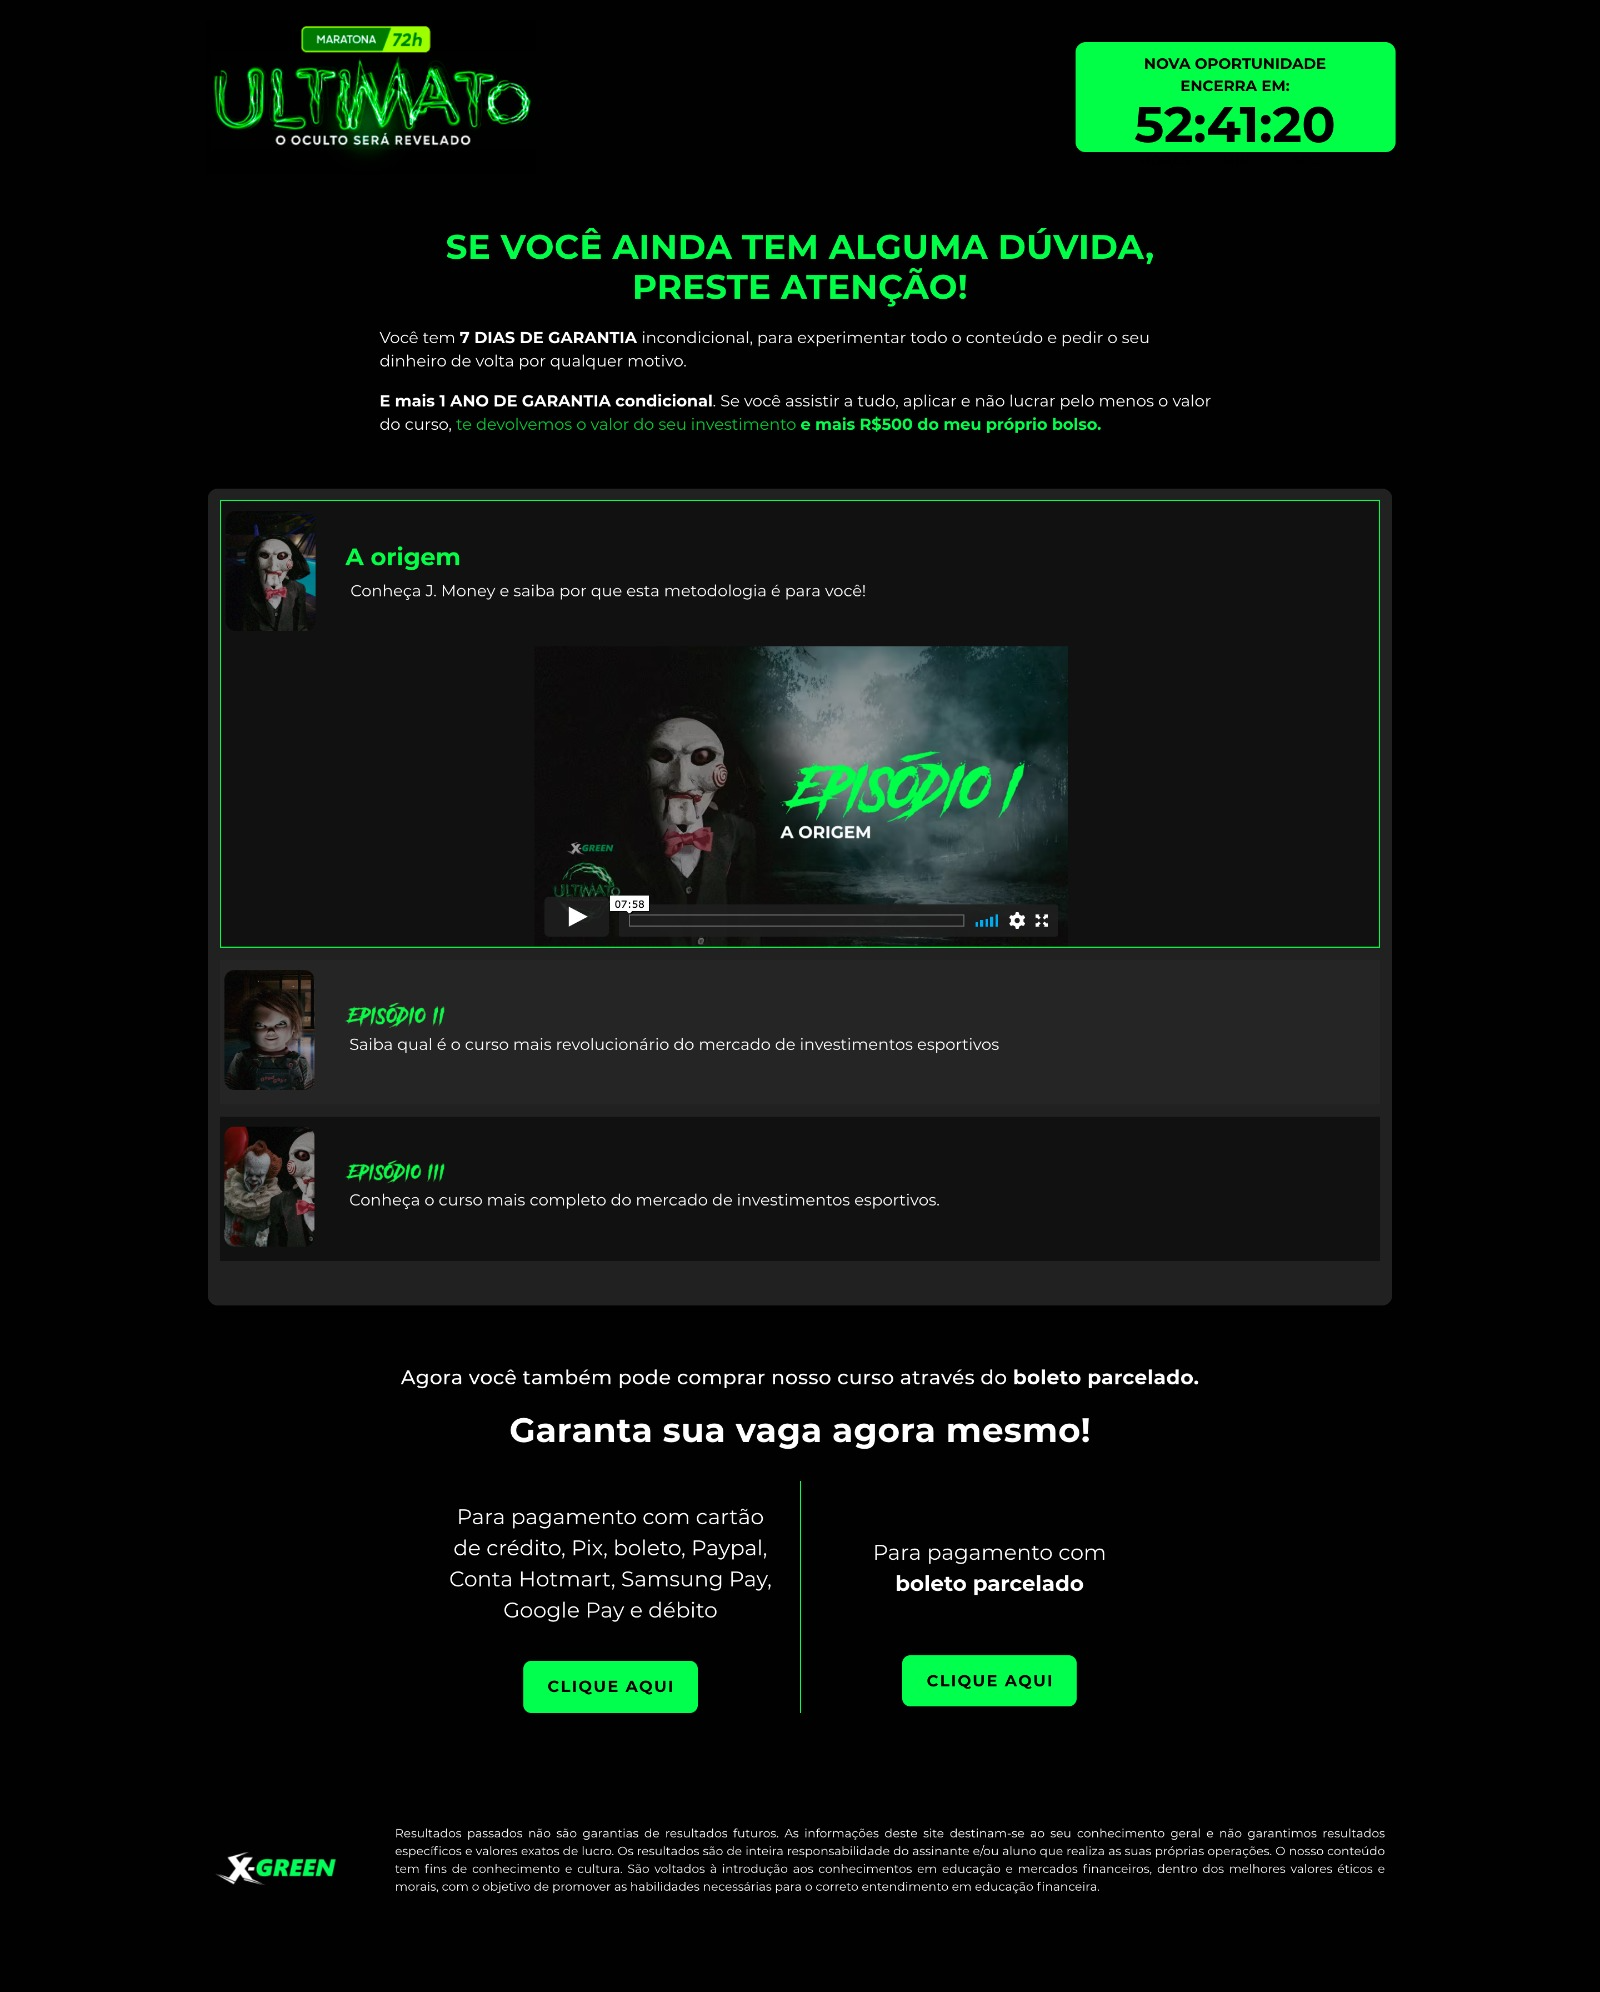 MARATONA 72h
ULTIMATO
O OCULTO SERÁ REVELADO
NOVA OPORTUNIDADE
ENCERRA EM:
52:41:20
SE VOCÊ AINDA TEM ALGUMA DÚVIDA,
PRESTE ATENÇÃO!
Você tem 7 DIAS DE GARANTIA incondicional, para experimentar todo o conteúdo e pedir o seu
dinheiro de volta por qualquer motivo.
E mais 1 ANO DE GARANTIA condicional. Se você assistir a tudo, aplicar e não lucrar pelo menos o valor
do curso, te devolvemos o valor do seu investimento e mais R$500 do meu próprio bolso.
A origem
Conheça J. Money e saiba por que esta metodologia é para você!
EPISÓDIO I
A ORIGEM
X-GREEN
ULTIMATO
07:58
EPISÓDIO II
Saiba qual é o curso mais revolucionário do mercado de investimentos esportivos
EPISÓDIO III
Conheça o curso mais completo do mercado de investimentos esportivos.
Agora você também pode comprar nosso curso através do boleto parcelado.
Garanta sua vaga agora mesmo!
Para pagamento com cartão
de crédito, Pix, boleto, Paypal,
Conta Hotmart, Samsung Pay,
Google Pay e débito
CLIQUE AQUI
Para pagamento com
boleto parcelado
CLIQUE AQUI
X-GREEN
Resultados passados não são garantias de resultados futuros. As informações deste site destinam-se ao seu conhecimento geral e não garantimos resultados
específicos e valores exatos de lucro. Os resultados são de inteira responsabilidade do assinante e/ou aluno que realiza as suas próprias operações. O nosso conteúdo
tem fins de conhecimento e cultura. São voltados à introdução aos conhecimentos em educação e mercados financeiros, dentro dos melhores valores éticos e
morais, com o objetivo de promover as habilidades necessárias para o correto entendimento em educação financeira.